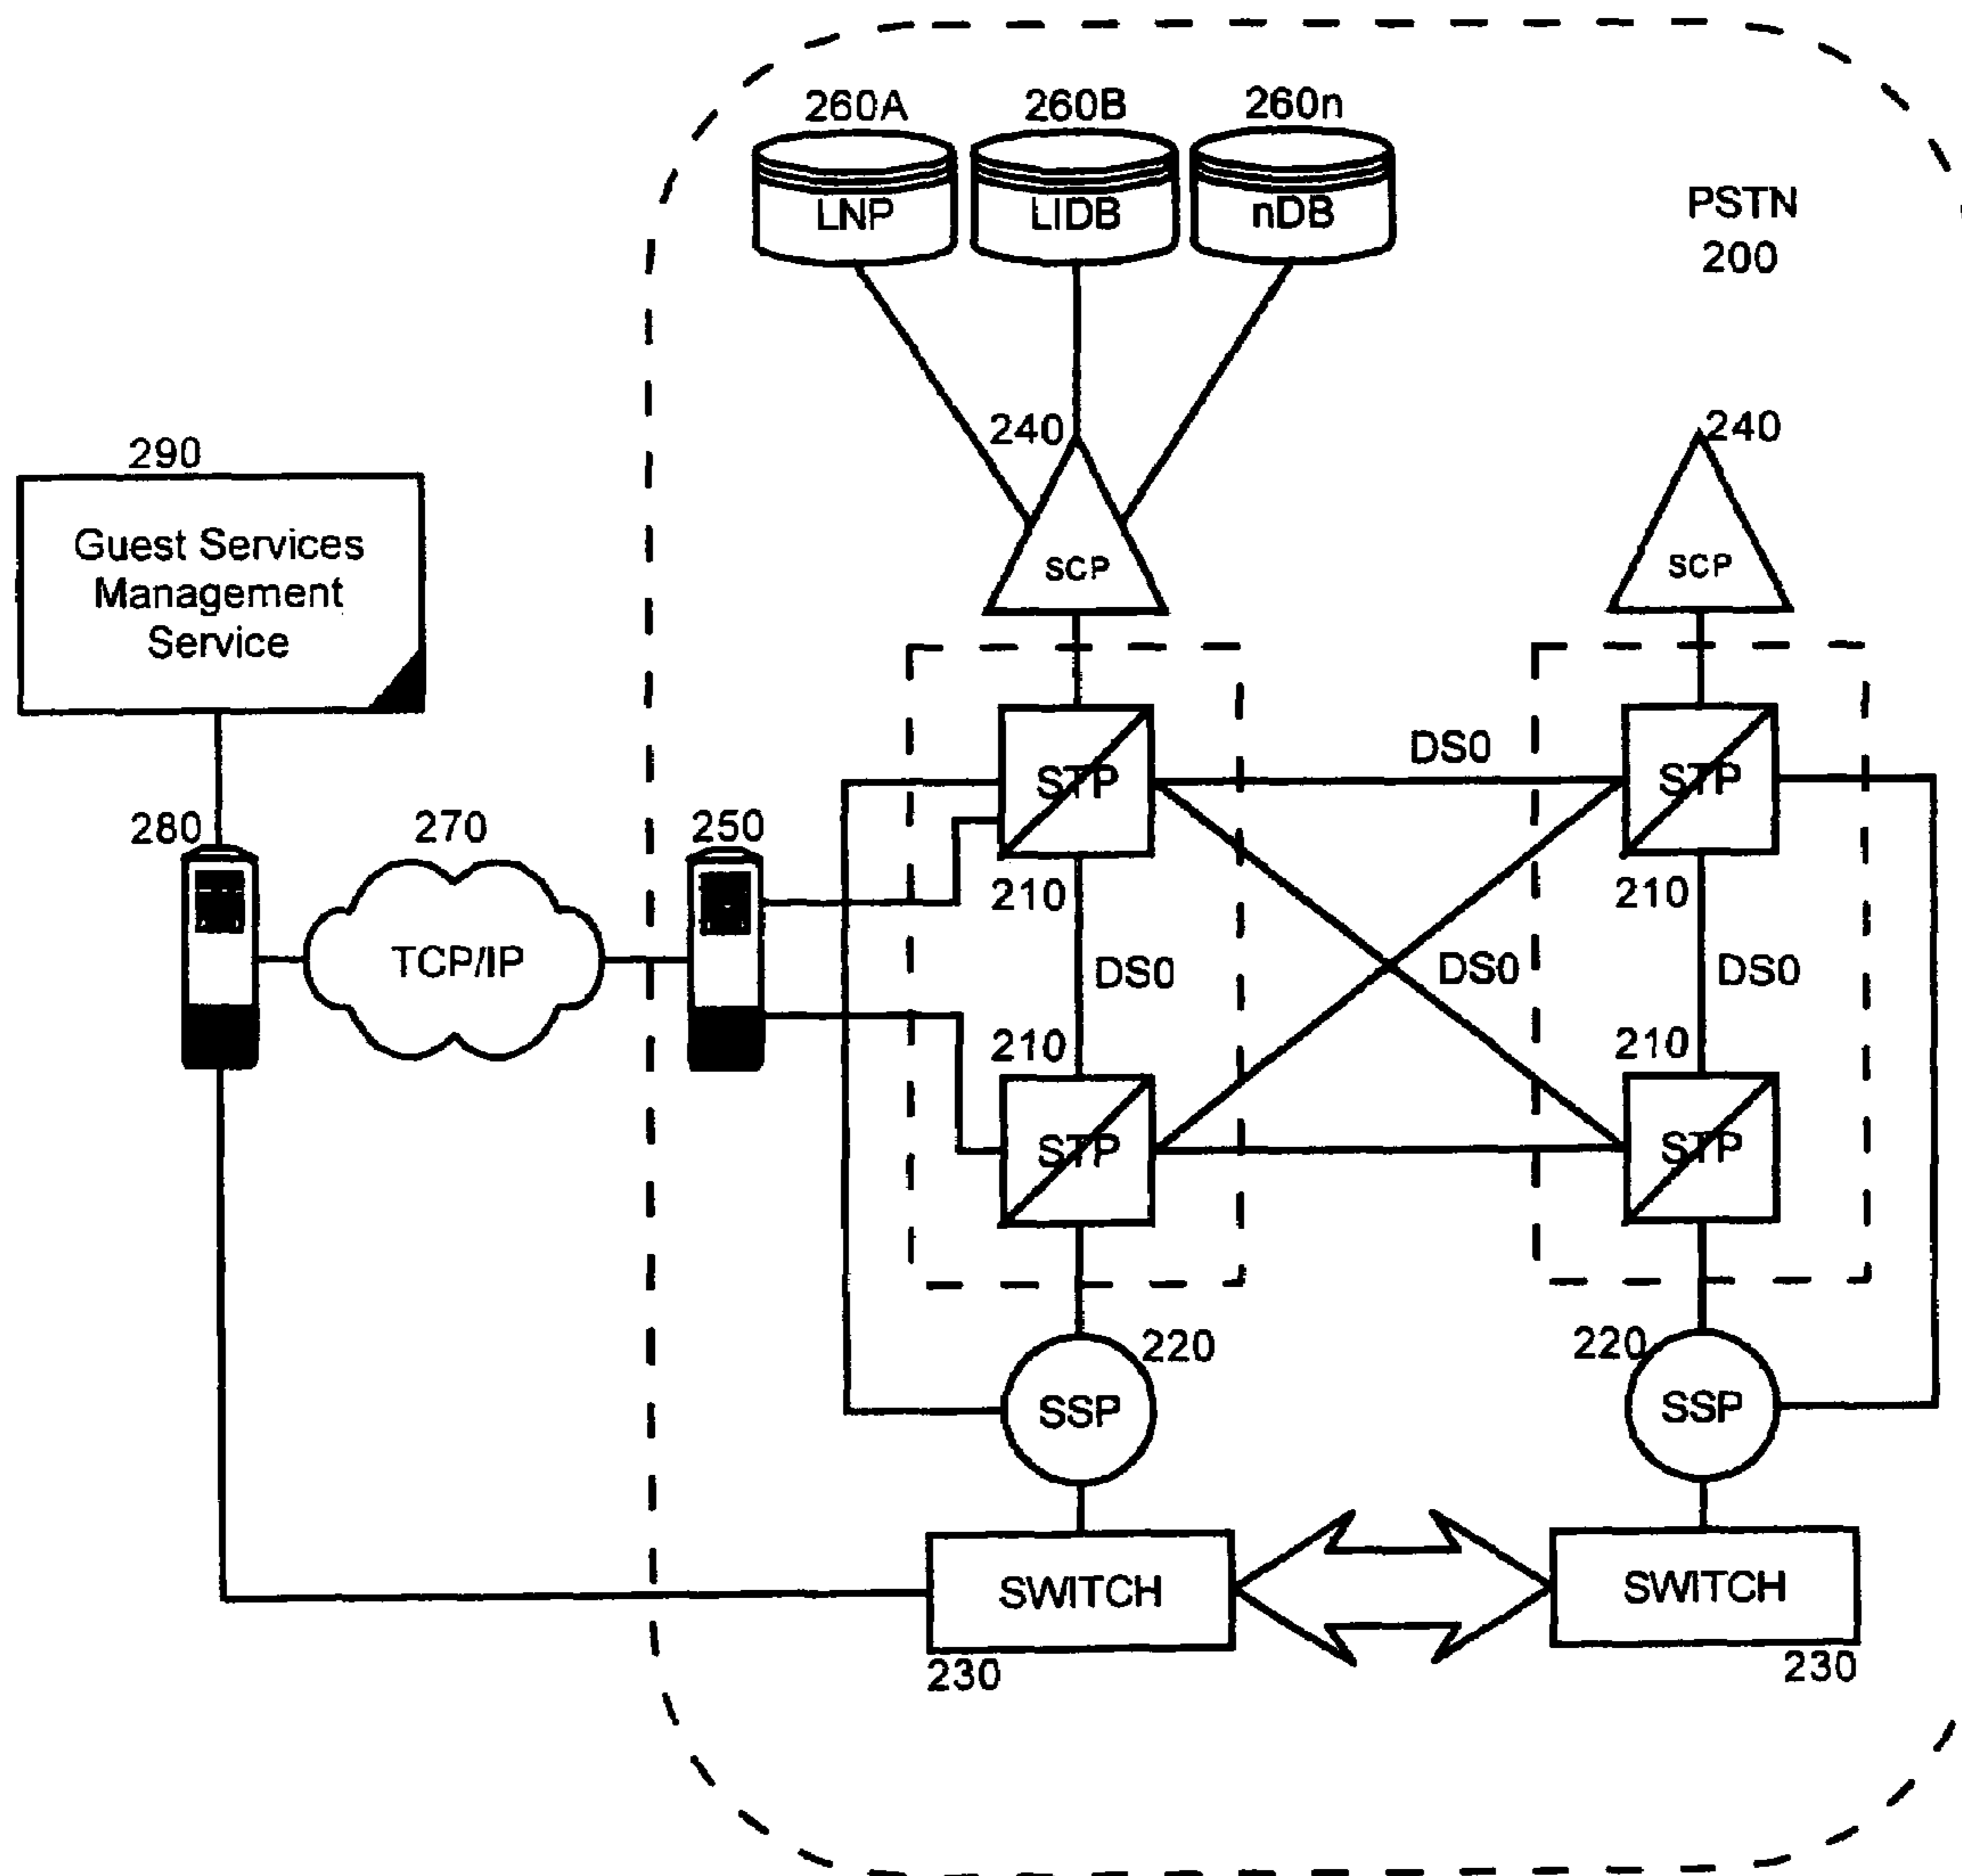 260A
260B
260n
LNP
LIDB
nDB
PSTN
200
240
240
SCP
SCP
290
Guest Services
Management
Service
280
270
250
TCP/IP
STP
DS0
STP
210
210
DS0
DS0
DS0
210
210
STP
STP
220
220
SSP
SSP
SWITCH
SWITCH
230
230